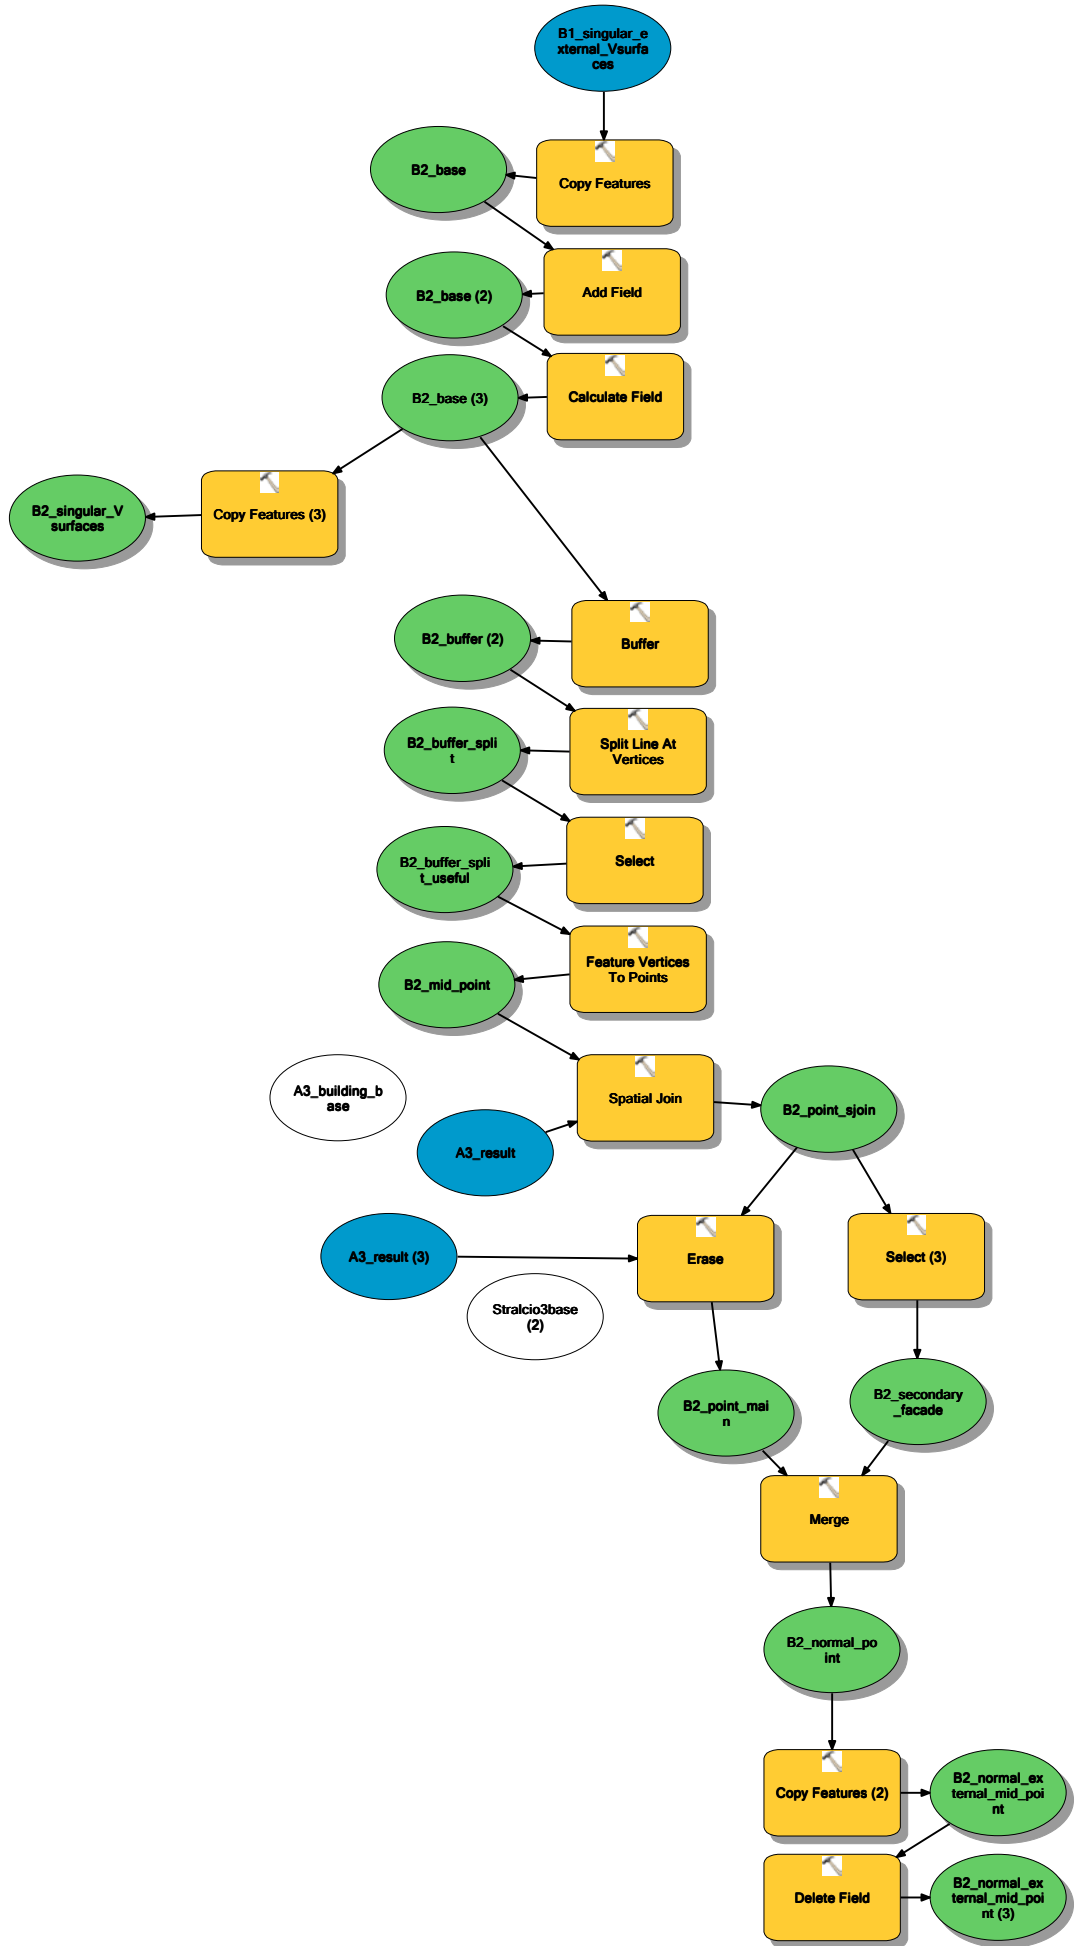 B1_singular_e
xternal_Vsurfa
ces
Copy Features
B2_base
Add Field
B2_base (2)
Calculate Field
B2_base (3)
Copy Features (3)
B2_singular_V
surfaces
Buffer
B2_buffer (2)
Split Line At
Vertices
B2_buffer_spli
t
Select
B2_buffer_spli
t_useful
Feature Vertices
To Points
B2_mid_point
A3_building_b
ase
Spatial Join
B2_point_sjoin
A3_result
A3_result (3)
Erase
Select (3)
Stralcio3base
(2)
B2_point_mai
n
B2_secondary
_facade
Merge
B2_normal_po
int
Copy Features (2)
B2_normal_ex
ternal_mid_poi
nt
Delete Field
B2_normal_ex
ternal_mid_poi
nt (3)